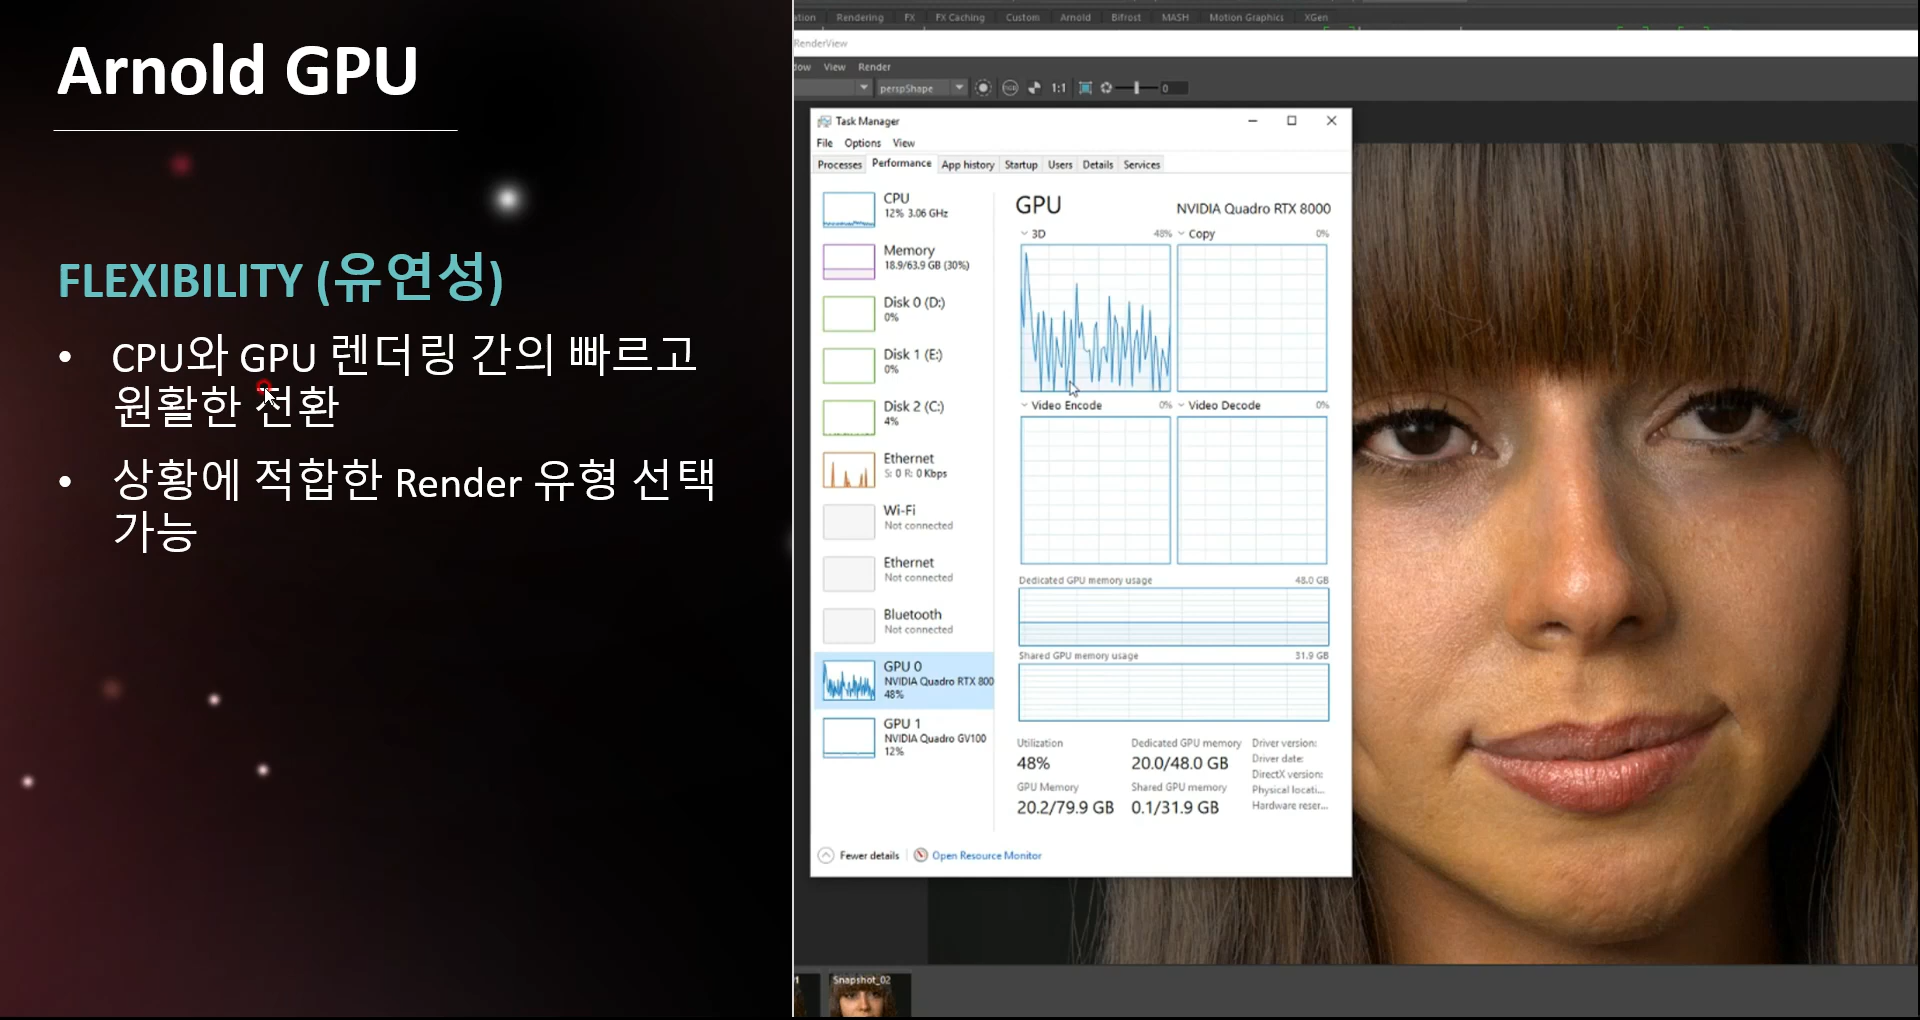 Arnold GPU
FLEXIBILITY (유연성)
• CPU와 GPU 렌더링 간의 빠르고
원활한 전환
• 상황에 적합한 Render 유형 선택
가능
Rendering FX FX Caching Custom Arnold Bifrost MASH Motion Graphics XGen
RenderView
View Render
perspShape 1:1 0
Task Manager
File Options View
Processes Performance App history Startup Users Details Services
CPU
12% 3.06 GHz
Memory
18.9/63.9 GB (30%)
Disk 0 (D:)
0%
Disk 1 (E:)
0%
Disk 2 (C:)
4%
Ethernet
S: 0 R: 0 Kbps
Wi-Fi
Not connected
Ethernet
Not connected
Bluetooth
Not connected
GPU 0
NVIDIA Quadro RTX 800
48%
GPU 1
NVIDIA Quadro GV100
12%
GPU NVIDIA Quadro RTX 8000
3D 48% Copy 0%
Video Encode 0% Video Decode 0%
Dedicated GPU memory usage 48.0 GB
Shared GPU memory usage 31.9 GB
Utilization
48%
Dedicated GPU memory
20.0/48.0 GB
GPU Memory
20.2/79.9 GB
Shared GPU memory
0.1/31.9 GB
Driver version:
Driver date:
DirectX version:
Physical locati...
Hardware reser...
Fewer details Open Resource Monitor
Snapshot_02